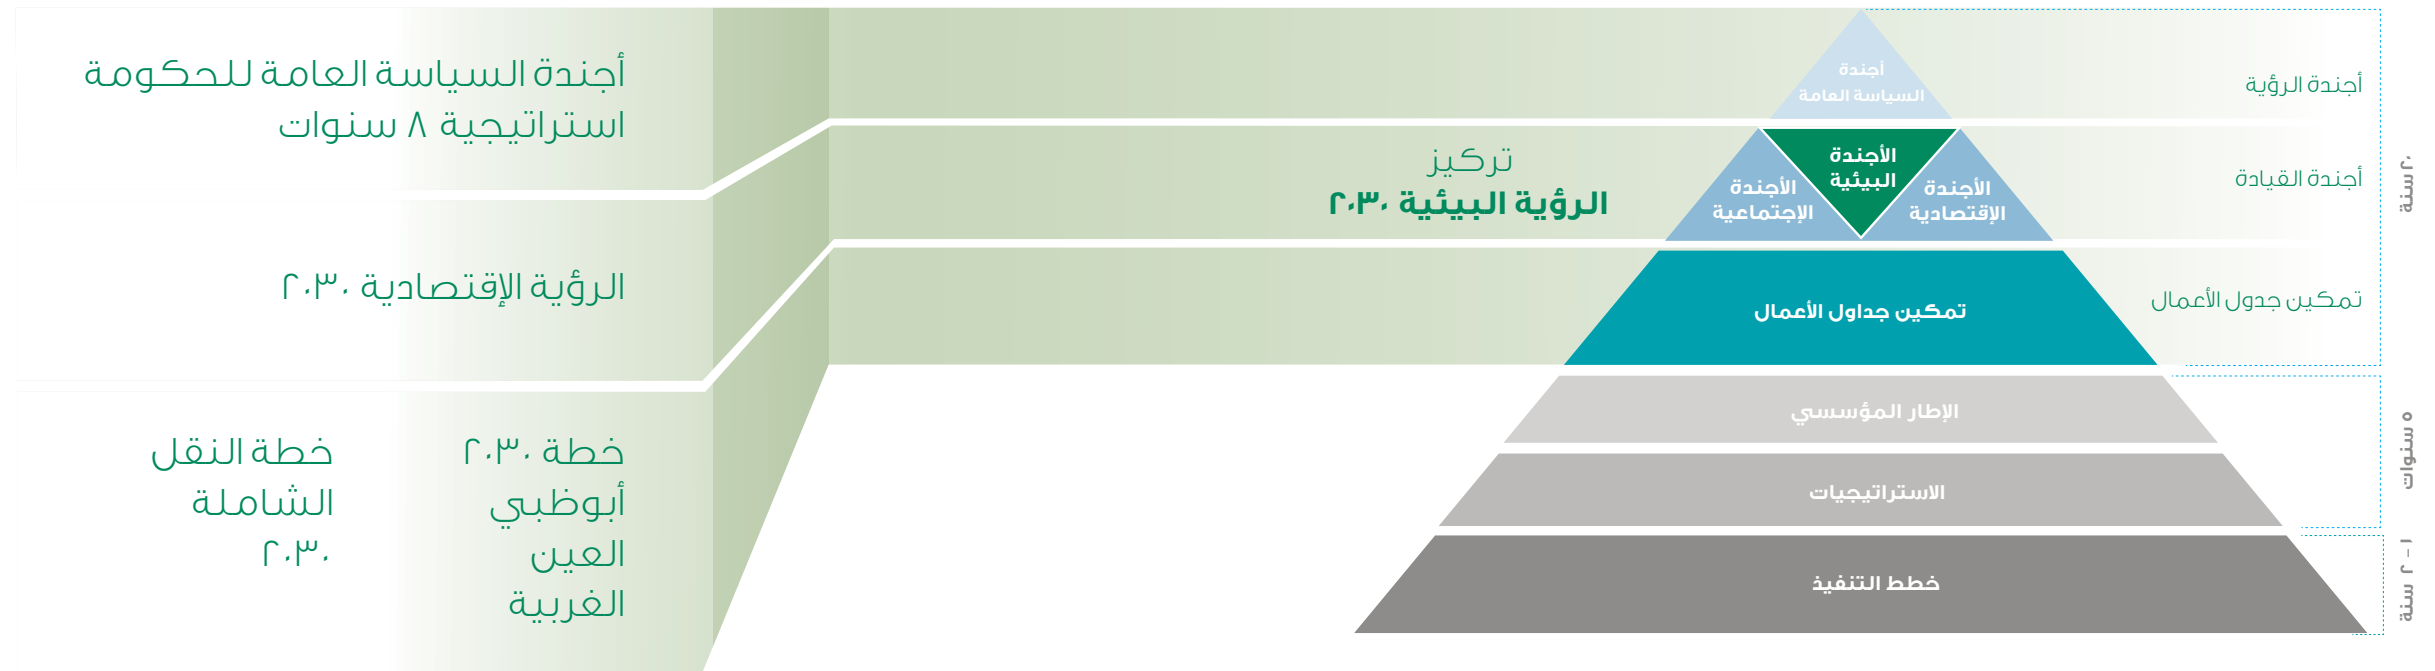 أجندة الرؤية
أجندة القيادة
تمكين جدول الأعمال
٢٠ سنة
٥ سنوات
١ - ٢ سنة
أجندة
السياسة العامة
الأجندة
البيئية
الأجندة
الإقتصادية
الأجندة
الإجتماعية
تمكين جداول الأعمال
الإطار المؤسسي
الاستراتيجيات
خطط التنفيذ
تركيز
الرؤية البيئية ٢٠٣٠
أجندة السياسة العامة للحكومة
استراتيجية ٨ سنوات
الرؤية الإقتصادية ٢٠٣٠
خطة ٢٠٣٠
أبوظبي
العين
الغربية
خطة النقل
الشاملة
٢٠٣٠